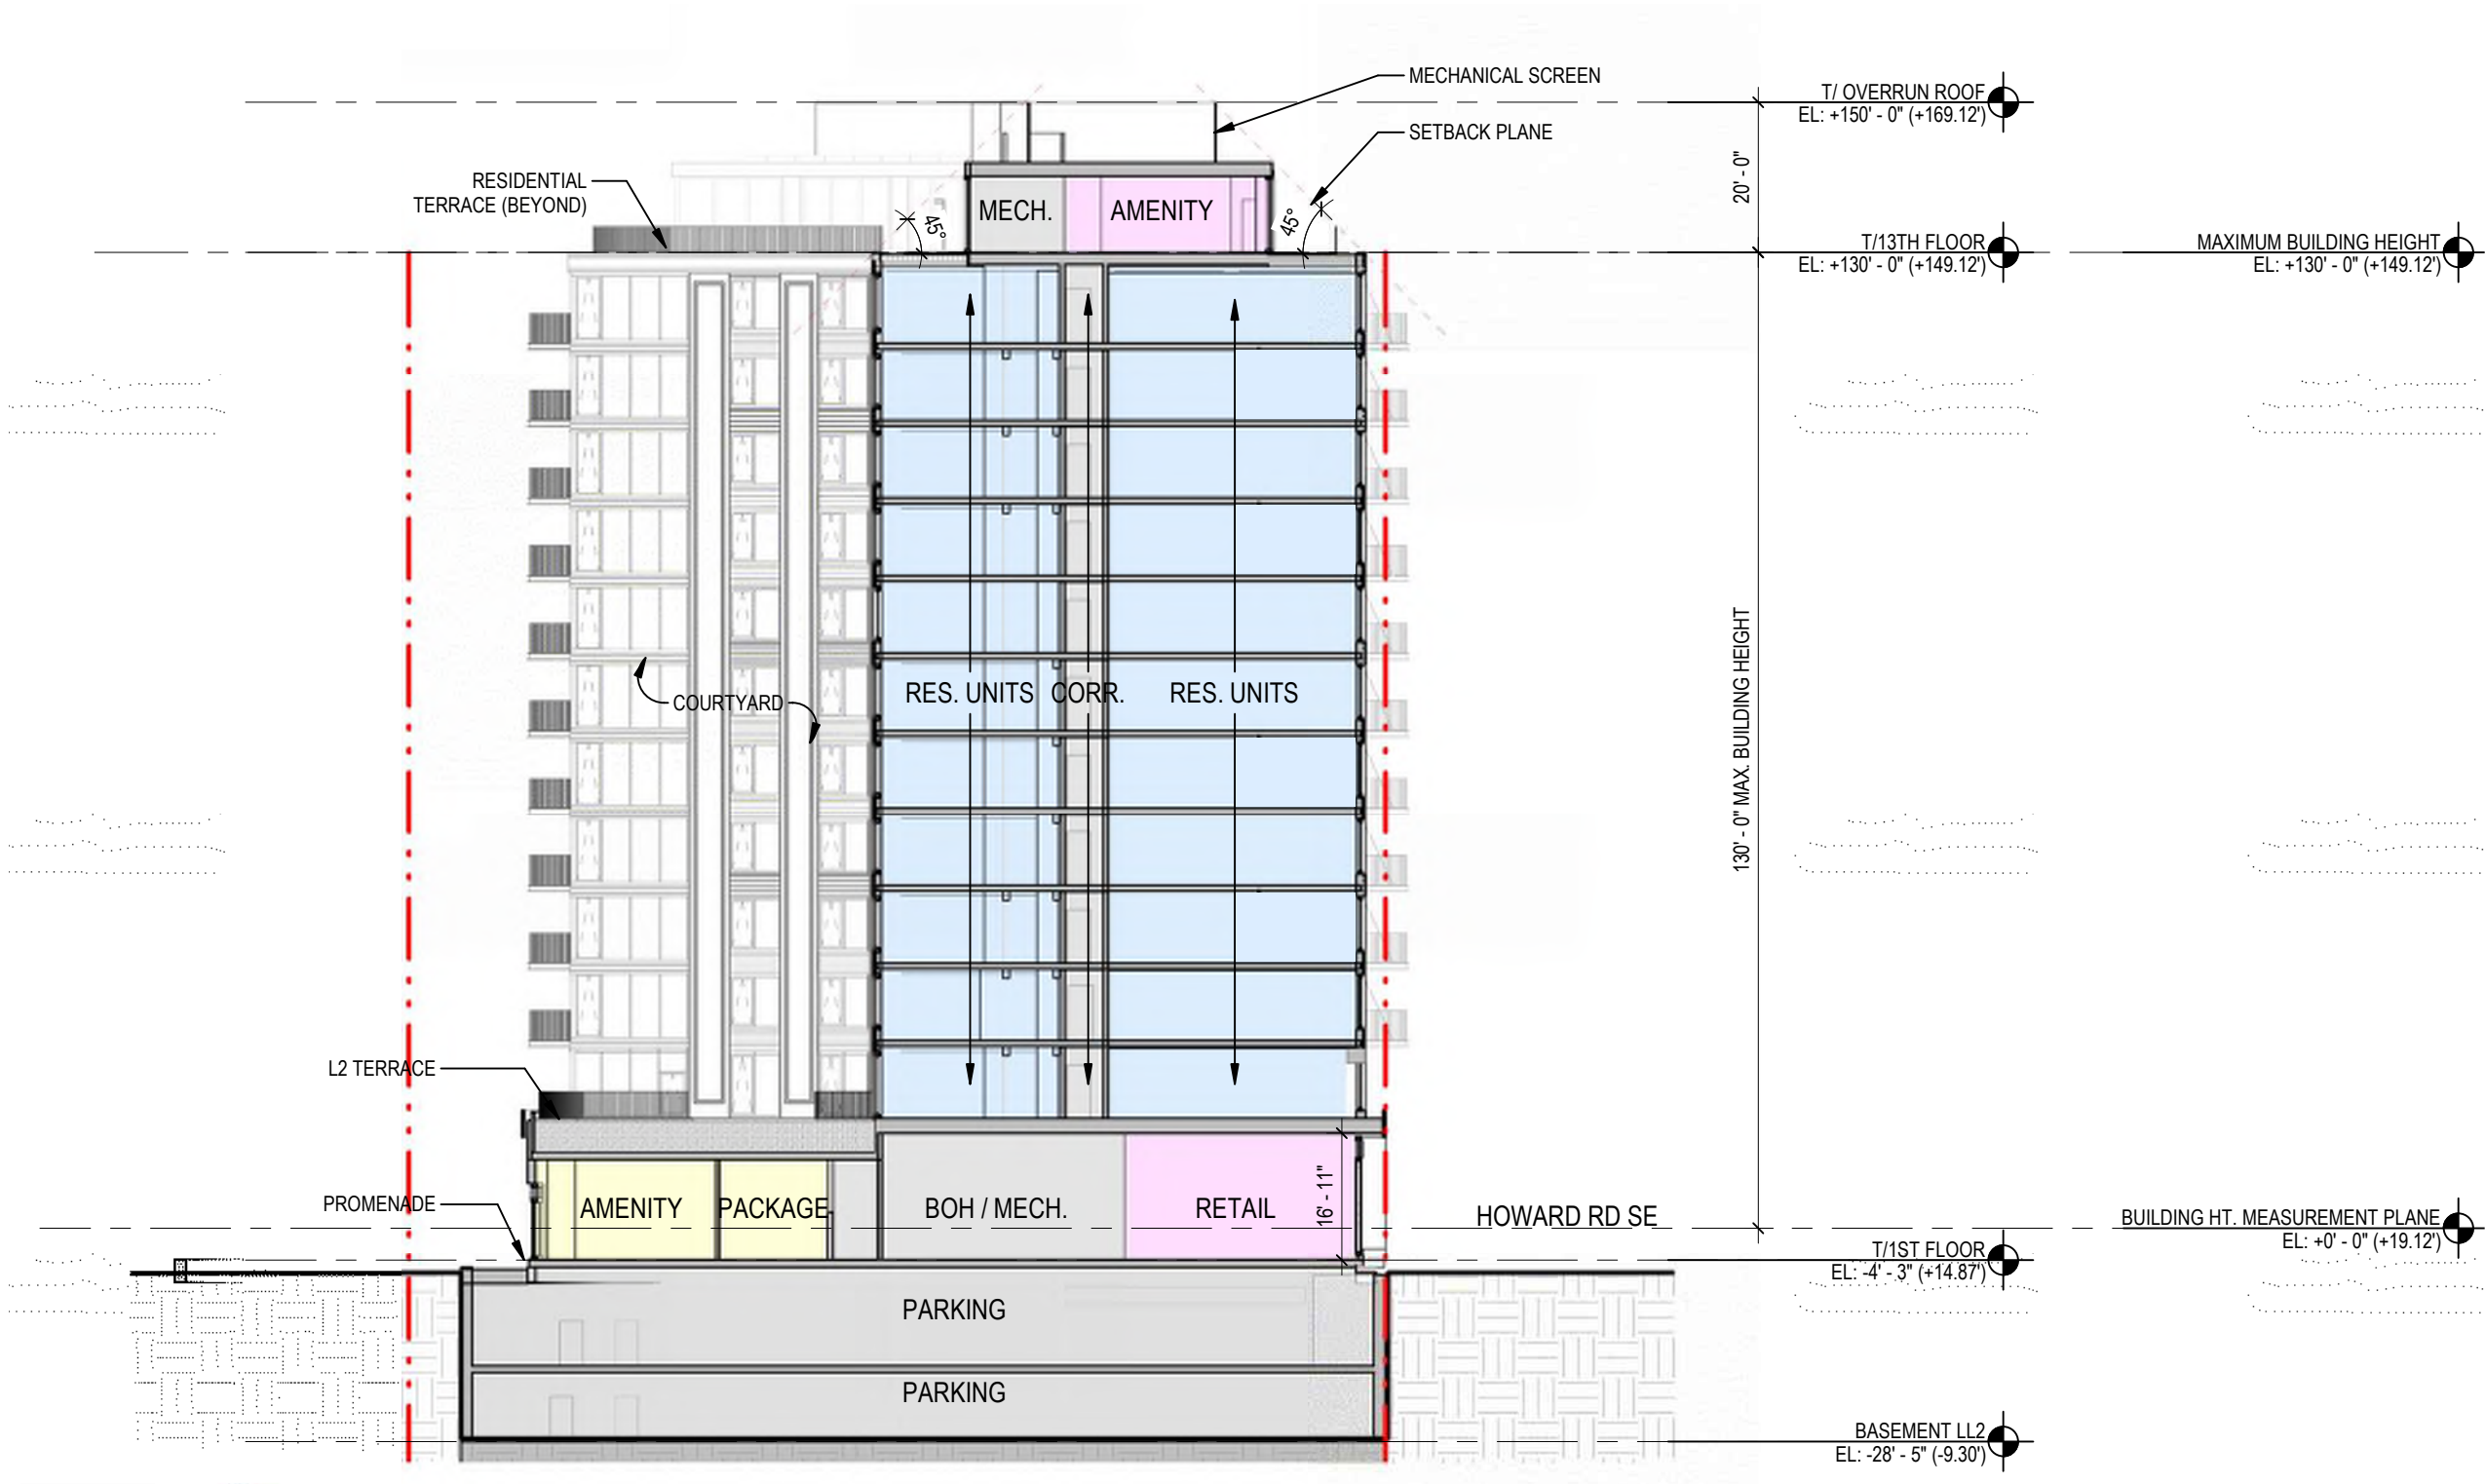 MECHANICAL SCREEN
T/ OVERRUN ROOF
EL: +150' - 0" (+169.12')
SETBACK PLANE
20' - 0"
RESIDENTIAL
TERRACE (BEYOND)
MECH.
AMENITY
45°
45°
T/13TH FLOOR
EL: +130' - 0" (+149.12')
MAXIMUM BUILDING HEIGHT
EL: +130' - 0" (+149.12')
130' - 0" MAX. BUILDING HEIGHT
COURTYARD
RES. UNITS
CORR.
RES. UNITS
L2 TERRACE
PROMENADE
AMENITY
PACKAGE
BOH / MECH.
RETAIL
16' - 11"
HOWARD RD SE
BUILDING HT. MEASUREMENT PLANE
EL: +0' - 0" (+19.12')
T/1ST FLOOR
EL: -4' - 3" (+14.87')
PARKING
PARKING
BASEMENT LL2
EL: -28' - 5" (-9.30')